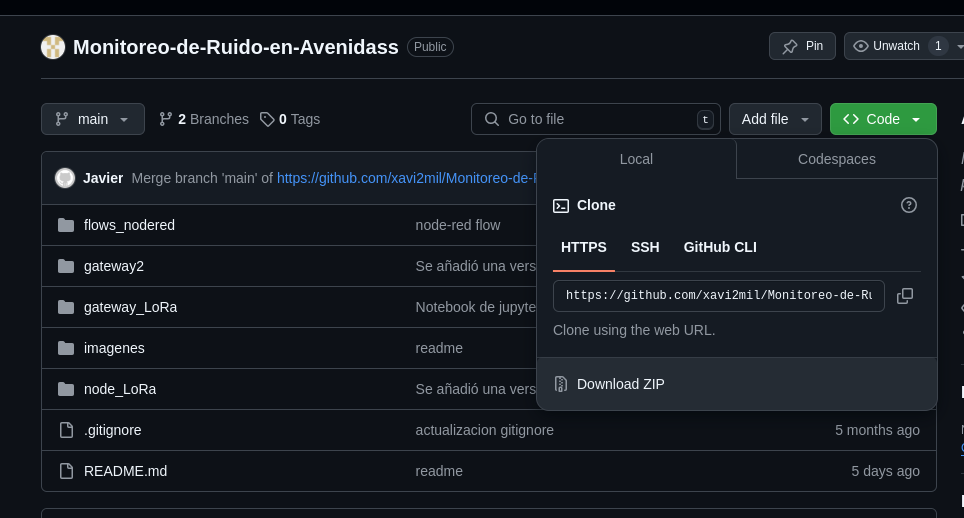 Monitoreo-de-Ruido-en-Avenidass Public Pin Unwatch 1
main 2 Branches 0 Tags Go to file t Add file Code
Local Codespaces
Javier Merge branch 'main' of https://github.com/xavi2mil/Monitoreo-de-
Clone
flows_nodered node-red flow
HTTPS SSH GitHub CLI
gateway2 Se añadió una vers
https://github.com/xavi2mil/Monitoreo-de-Ru
gateway_LoRa Notebook de jupyte
Clone using the web URL.
imagenes readme
Download ZIP
node_LoRa Se añadió una vers
.gitignore actualizacion gitignore 5 months ago
README.md readme 5 days ago